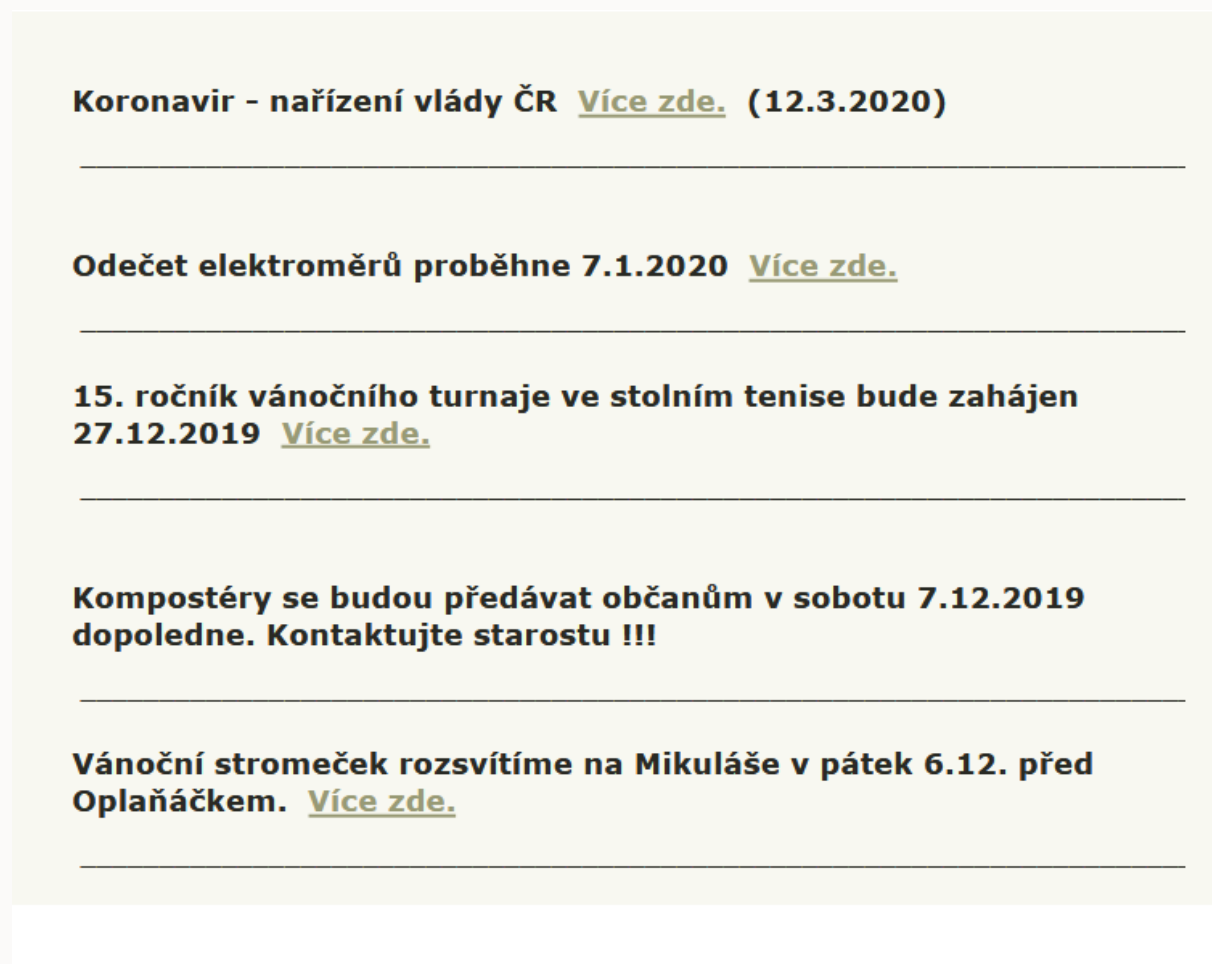 Koronavir - nařízení vlády ČR Více zde. (12.3.2020)
Odečet elektroměrů proběhne 7.1.2020 Více zde.
15. ročník vánočního turnaje ve stolním tenise bude zahájen
27.12.2019 Více zde.
Kompostéry se budou předávat občanům v sobotu 7.12.2019
dopoledne. Kontaktujte starostu !!!
Vánoční stromeček rozsvítíme na Mikuláše v pátek 6.12. před
Oplaňáčkem. Více zde.